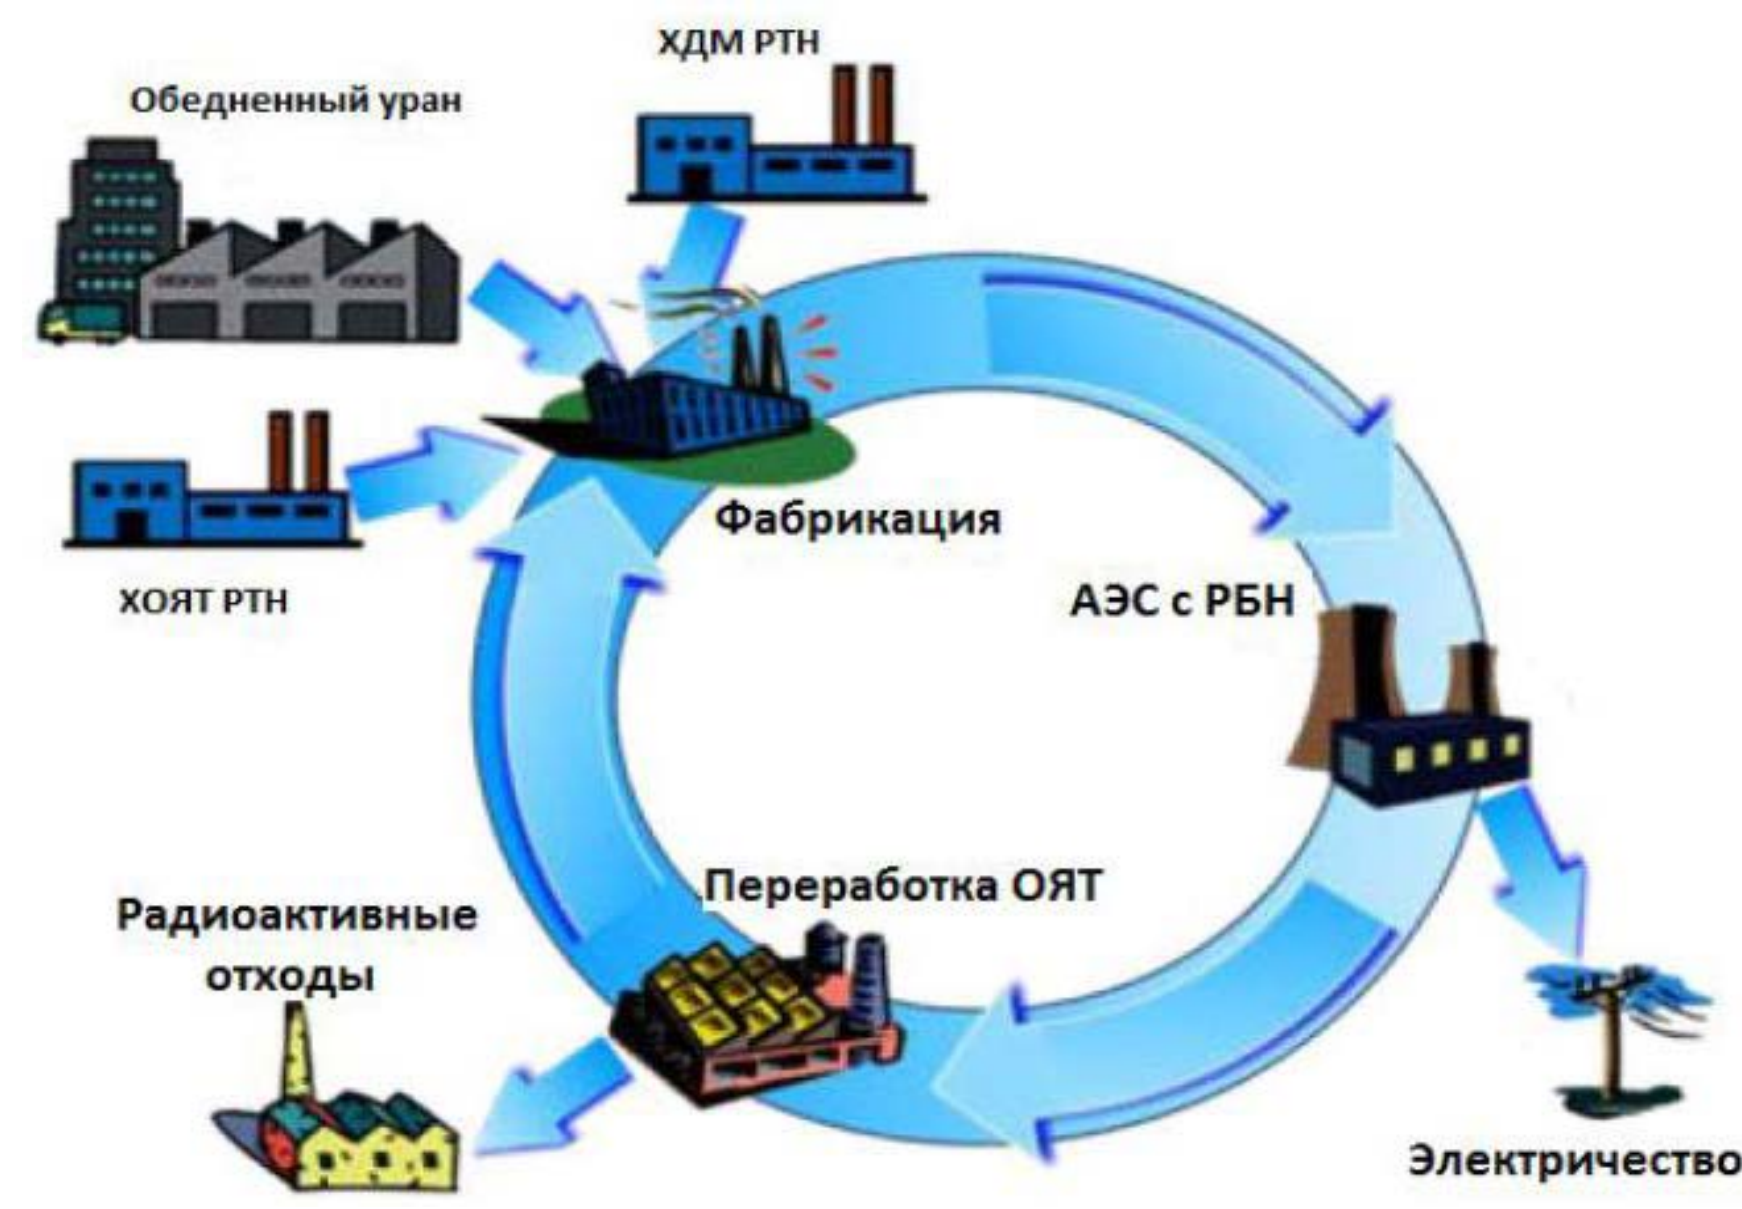 ХДМ РТН
Обедненный уран
Фабрикация
АЭС с РБН
ХОЯТ РТН
Переработка ОЯТ
Радиоактивные
отходы
Электричество